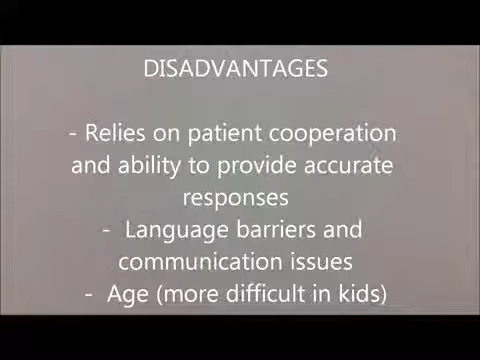 DISADVANTAGES
- Relies on patient cooperation
and ability to provide accurate
responses
- Language barriers and
communication issues
- Age (more difficult in kids)